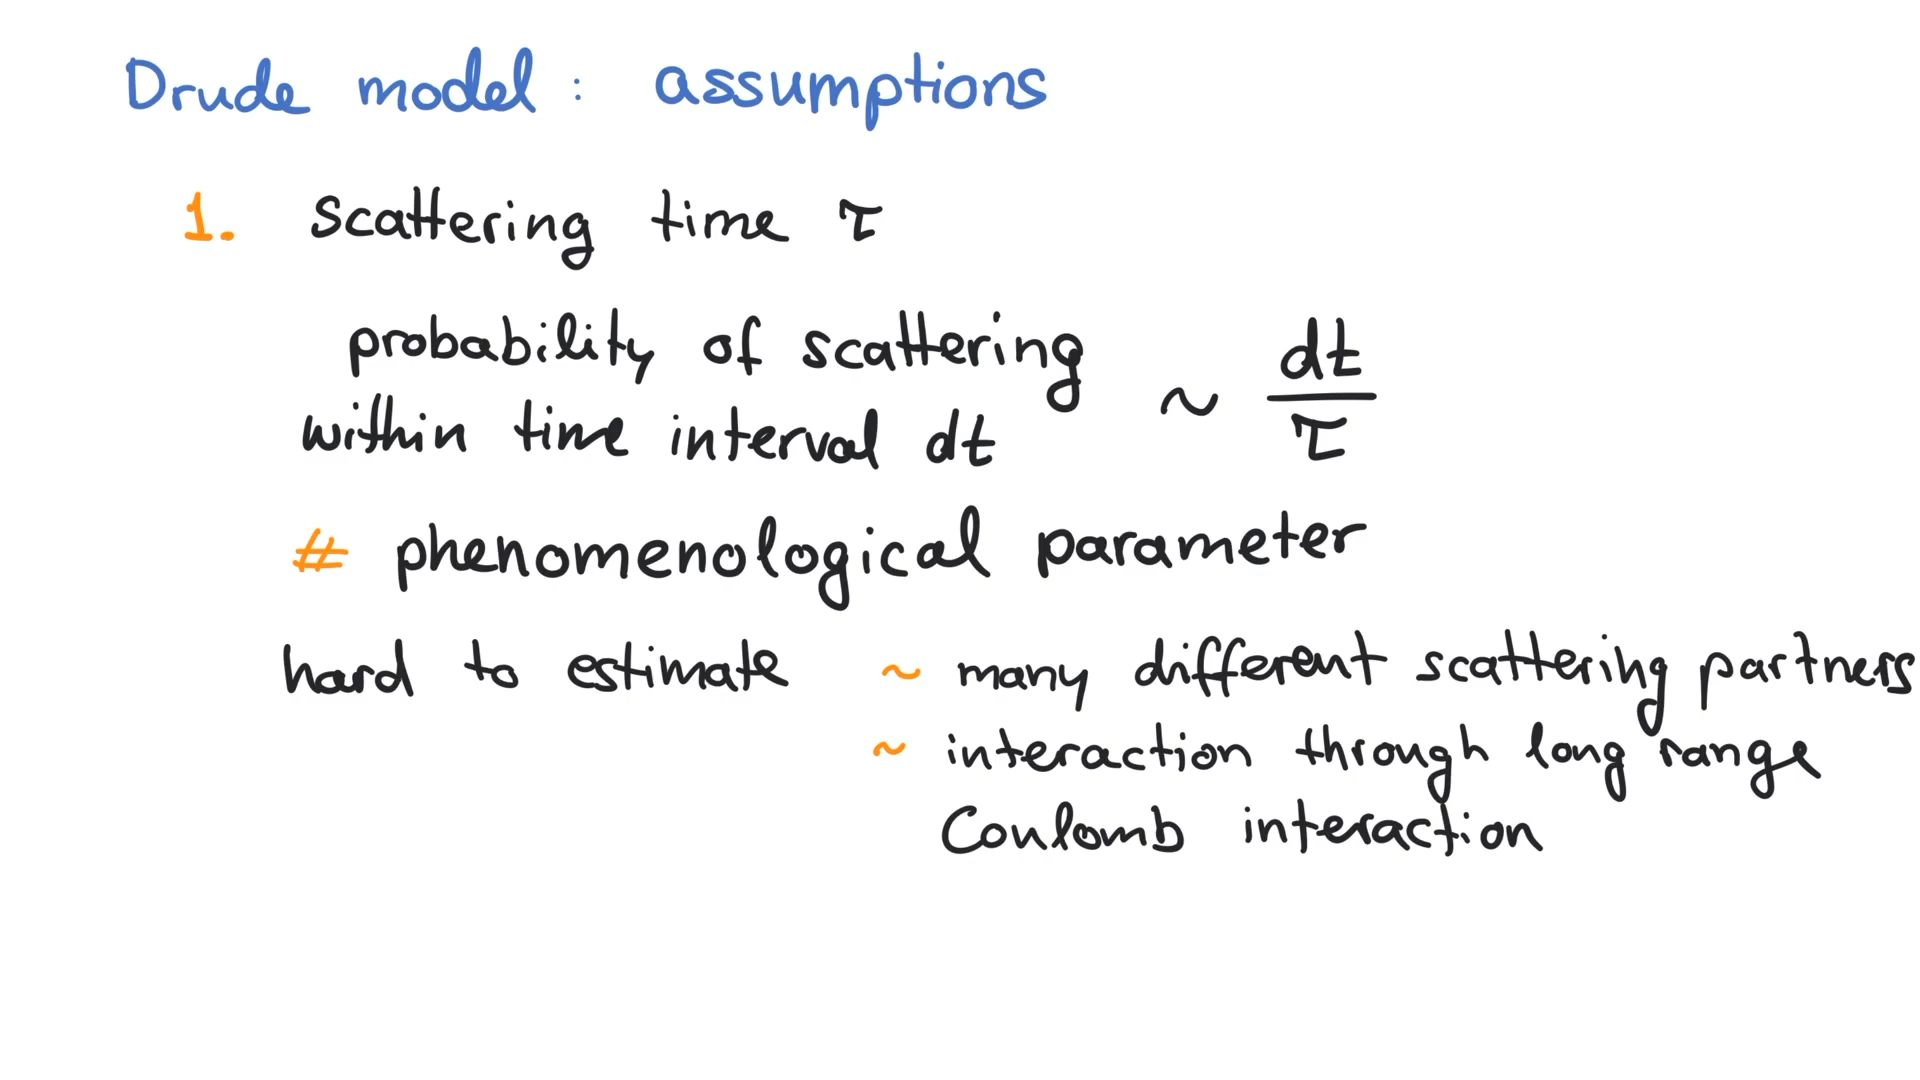 Drude model : assumptions
1. scattering time τ
probability of scattering
within time interval dt ~ dt/τ
# phenomenological parameter
hard to estimate ~ many different scattering partners
~ interaction through long range
Coulomb interaction